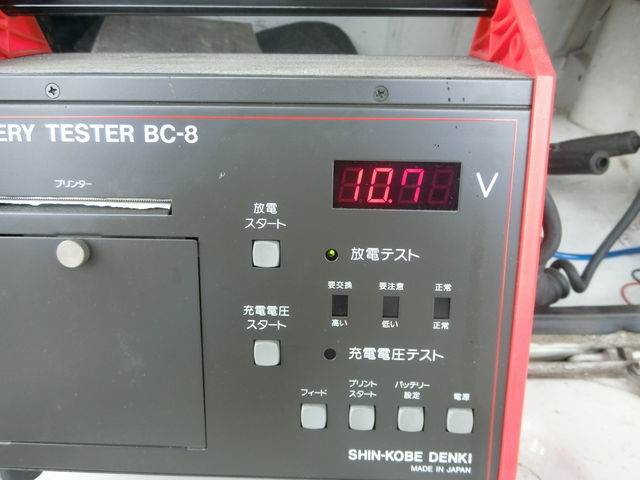 ERY TESTER BC-8
プリンター
10.7 V
放電
スタート
放電テスト
要交換 要注意 正常
高い 低い 正常
充電電圧
スタート
充電電圧テスト
フィード プリント
スタート バッテリー
設定 電源
SHIN-KOBE DENKI
MADE IN JAPAN